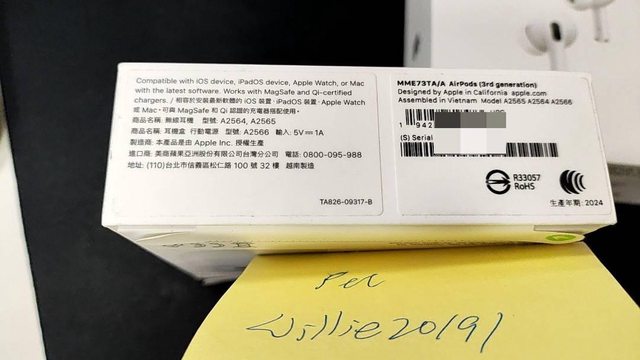 Compatible with iOS device, iPadOS device, Apple Watch, or Mac
with the latest software. Works with MagSafe and Qi-certified
chargers. / 相容於安裝最新軟體的 iOS 裝置、iPadOS 裝置、Apple Watch
或 Mac。可與 MagSafe 和 Qi 認證的充電器搭配使用。
商品名稱: 無線耳機 型號: A2564, A2565
商品名稱: 耳機盒 行動電源 型號: A2566 輸入: 5V⎓1A
製造商: 本產品是由 Apple Inc. 授權生產
進口商: 美商蘋果亞洲股份有限公司台灣分公司 電話: 0800-095-988
地址: (110)台北市信義區松仁路 100 號 32 樓 越南製造
TA826-09317-B
MME73TA/A AirPods (3rd generation)
Designed by Apple in California apple.com
Assembled in Vietnam Model A2565 A2564 A2566
1 942
(S) Serial
R33057
RoHS
生產年期: 2024
willie20191